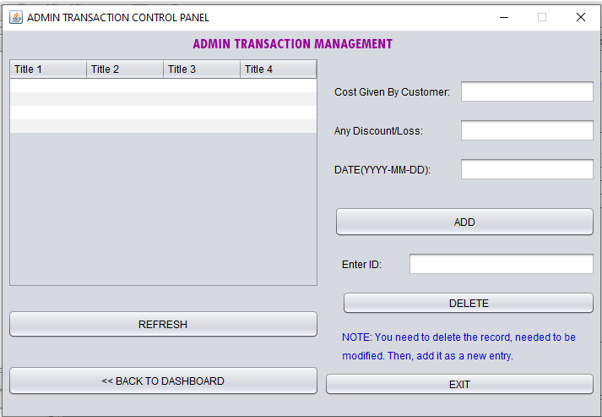 ADMIN TRANSACTION CONTROL PANEL
ADMIN TRANSACTION MANAGEMENT
Title 1 Title 2 Title 3 Title 4
Cost Given By Customer:
Any Discount/Loss:
DATE(YYYY-MM-DD):
ADD
Enter ID:
DELETE
REFRESH
NOTE: You need to delete the record, needed to be
modified. Then, add it as a new entry.
<< BACK TO DASHBOARD
EXIT